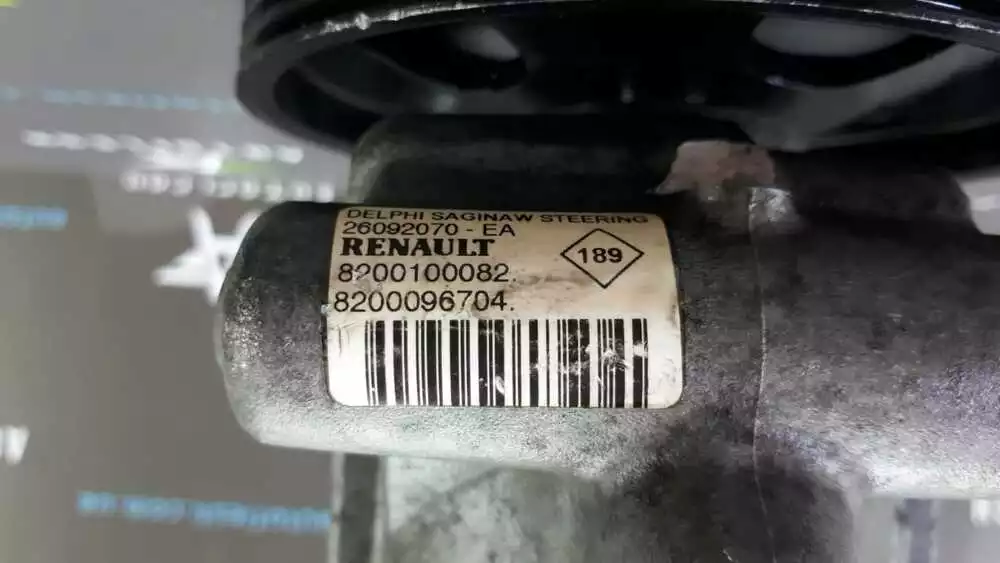 DELPHI SAGINAW STEERING
26092070 - EA
RENAULT
189
8200100082.
8200096704.